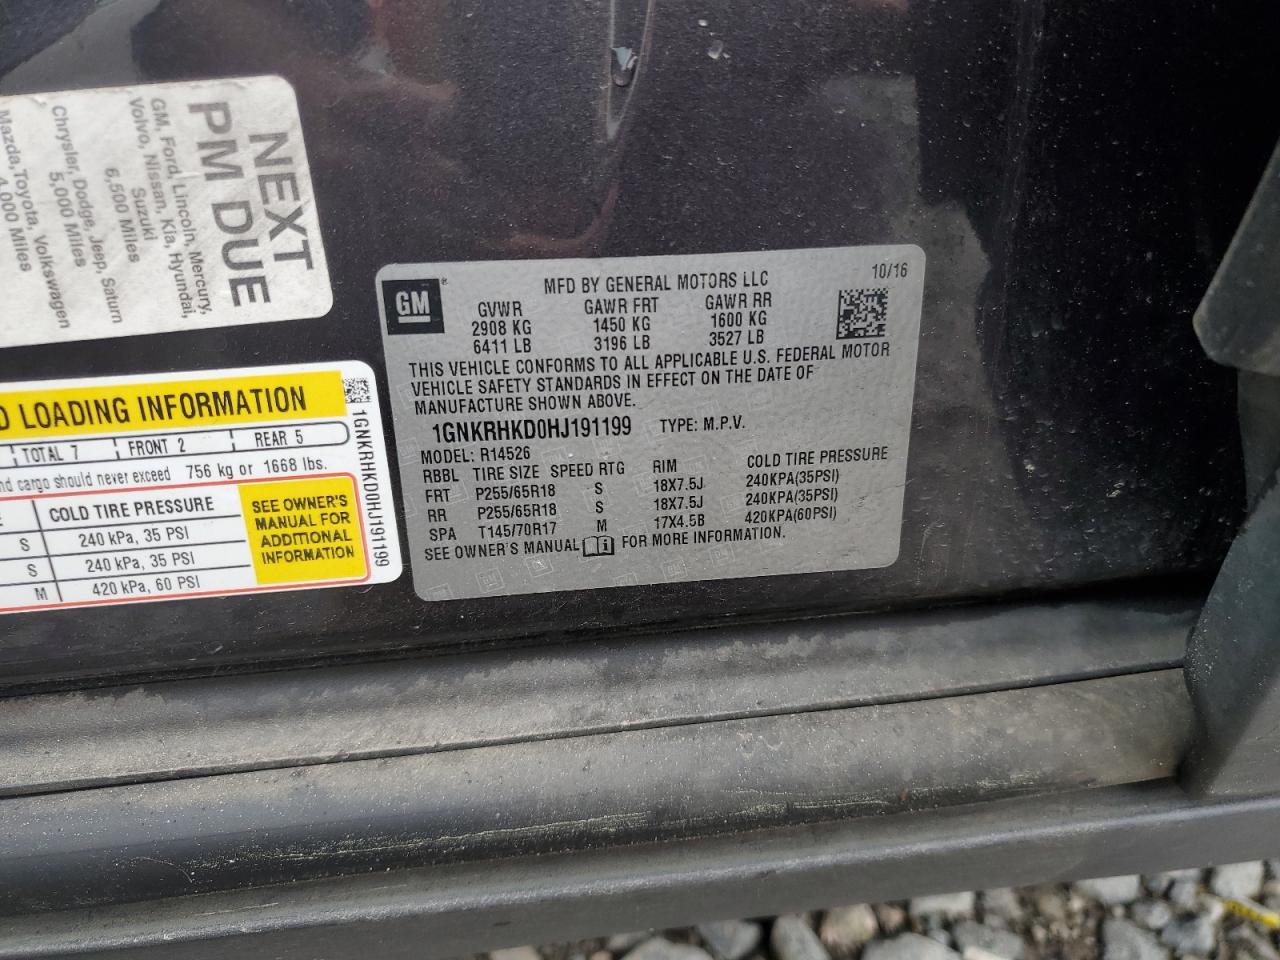 NEXT
PM DUE
GM, Ford, Lincoln, Mercury,
Volvo, Nissan, Kia, Hyundai,
Suzuki
6,500 Miles
Chrysler, Dodge, Jeep, Saturn
5,000 Miles
Mazda, Toyota, Volkswagen
4,000 Miles
LOADING INFORMATION
TOTAL 7 FRONT 2 REAR 5
cargo should never exceed 756 kg or 1668 lbs.
COLD TIRE PRESSURE
S 240 kPa, 35 PSI
S 240 kPa, 35 PSI
M 420 kPa, 60 PSI
SEE OWNER'S
MANUAL FOR
ADDITIONAL
INFORMATION
1GNKRHKD0HJ191199
GM
MFD BY GENERAL MOTORS LLC 10/16
GVWR GAWR FRT GAWR RR
2908 KG 1450 KG 1600 KG
6411 LB 3196 LB 3527 LB
THIS VEHICLE CONFORMS TO ALL APPLICABLE U.S. FEDERAL MOTOR
VEHICLE SAFETY STANDARDS IN EFFECT ON THE DATE OF
MANUFACTURE SHOWN ABOVE.
1GNKRHKD0HJ191199 TYPE: M.P.V.
MODEL: R14526
RBBL TIRE SIZE SPEED RTG RIM COLD TIRE PRESSURE
FRT P255/65R18 S 18X7.5J 240KPA(35PSI)
RR P255/65R18 S 18X7.5J 240KPA(35PSI)
SPA T145/70R17 M 17X4.5B 420KPA(60PSI)
SEE OWNER'S MANUAL FOR MORE INFORMATION.